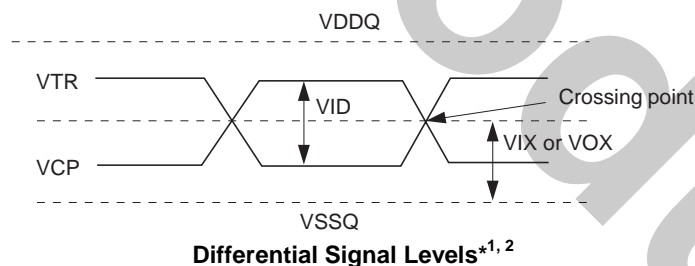 VDDQ
VTR
VID
Crossing point
VIX or VOX
VCP
VSSQ
Differential Signal Levels*1, 2